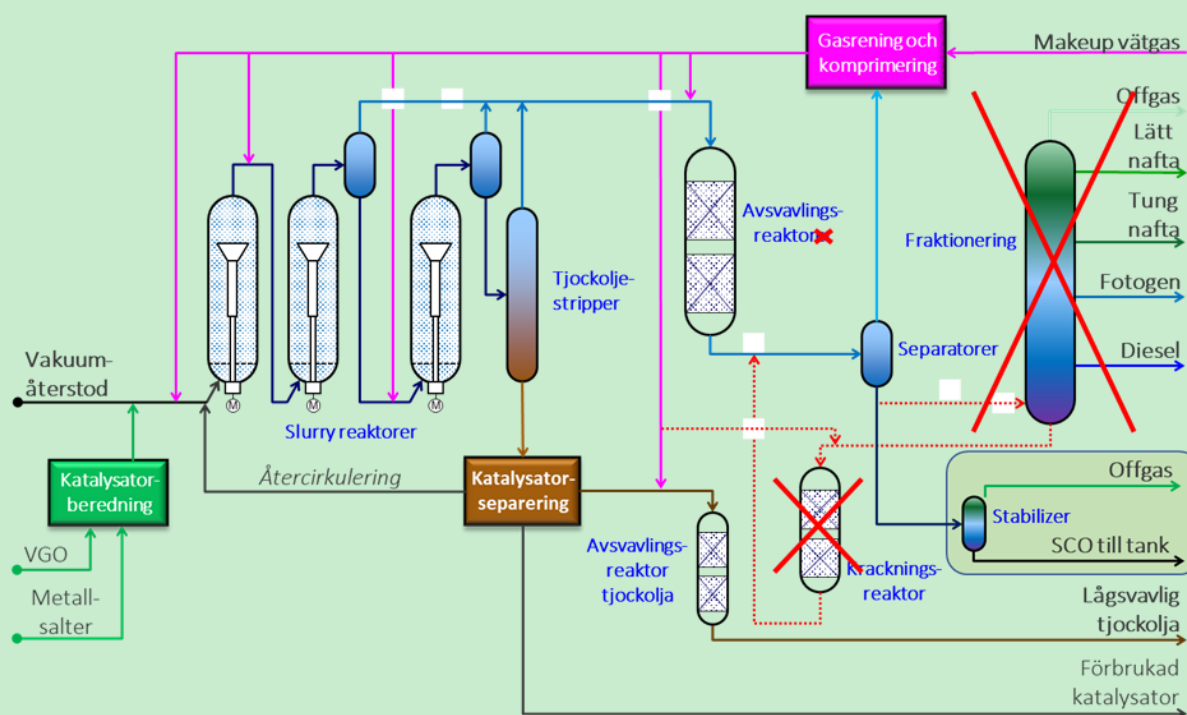 Gasrening och
komprimering
Makeup vätgas
Offgas
Lätt
nafta
Tung
nafta
Fotogen
Diesel
Fraktionering
Avsvavlings-
reaktor
Tjockolje-
stripper
Separatorer
Vakuum-
återstod
M
M
M
Slurry reaktorer
Katalysator-
beredning
Återcirkulering
Katalysator-
separering
VGO
Metall-
salter
Avsvavlings-
reaktor
tjockolja
Kracknings-
reaktor
Offgas
Stabilizer
SCO till tank
Lågsvavlig
tjockolja
Förbrukad
katalysator